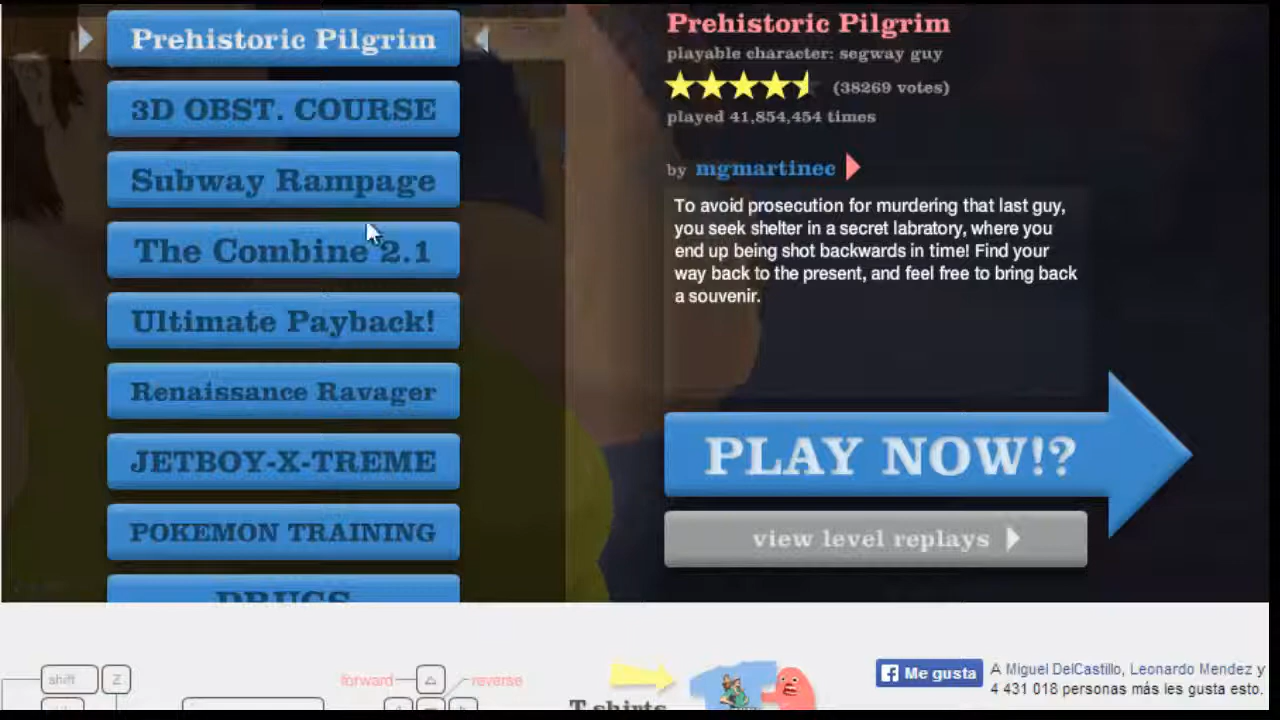 Prehistoric Pilgrim
3D OBST. COURSE
Subway Rampage
The Combine 2.1
Ultimate Payback!
Renaissance Ravager
JETBOY-X-TREME
POKEMON TRAINING
DRUGS
Prehistoric Pilgrim
playable character: segway guy
(38269 votes)
played 41,854,454 times
by mgmartinec
To avoid prosecution for murdering that last guy,
you seek shelter in a secret labratory, where you
end up being shot backwards in time! Find your
way back to the present, and feel free to bring back
a souvenir.
PLAY NOW!?
view level replays
shift Z
forward
reverse
T-shirts
Me gusta
A Miguel DelCastillo, Leonardo Mendez y
4 431 018 personas más les gusta esto.